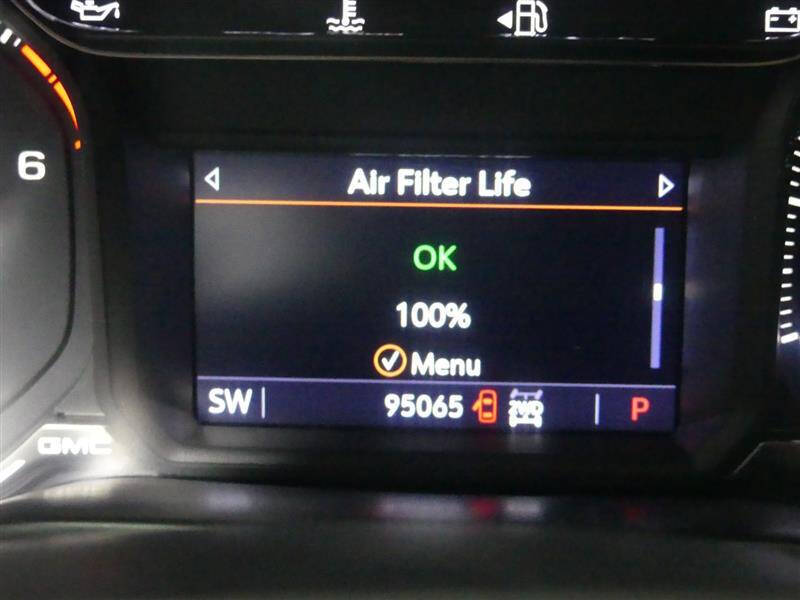 6
Air Filter Life
OK
100%
Menu
SW
95065
2WD
P
GMC